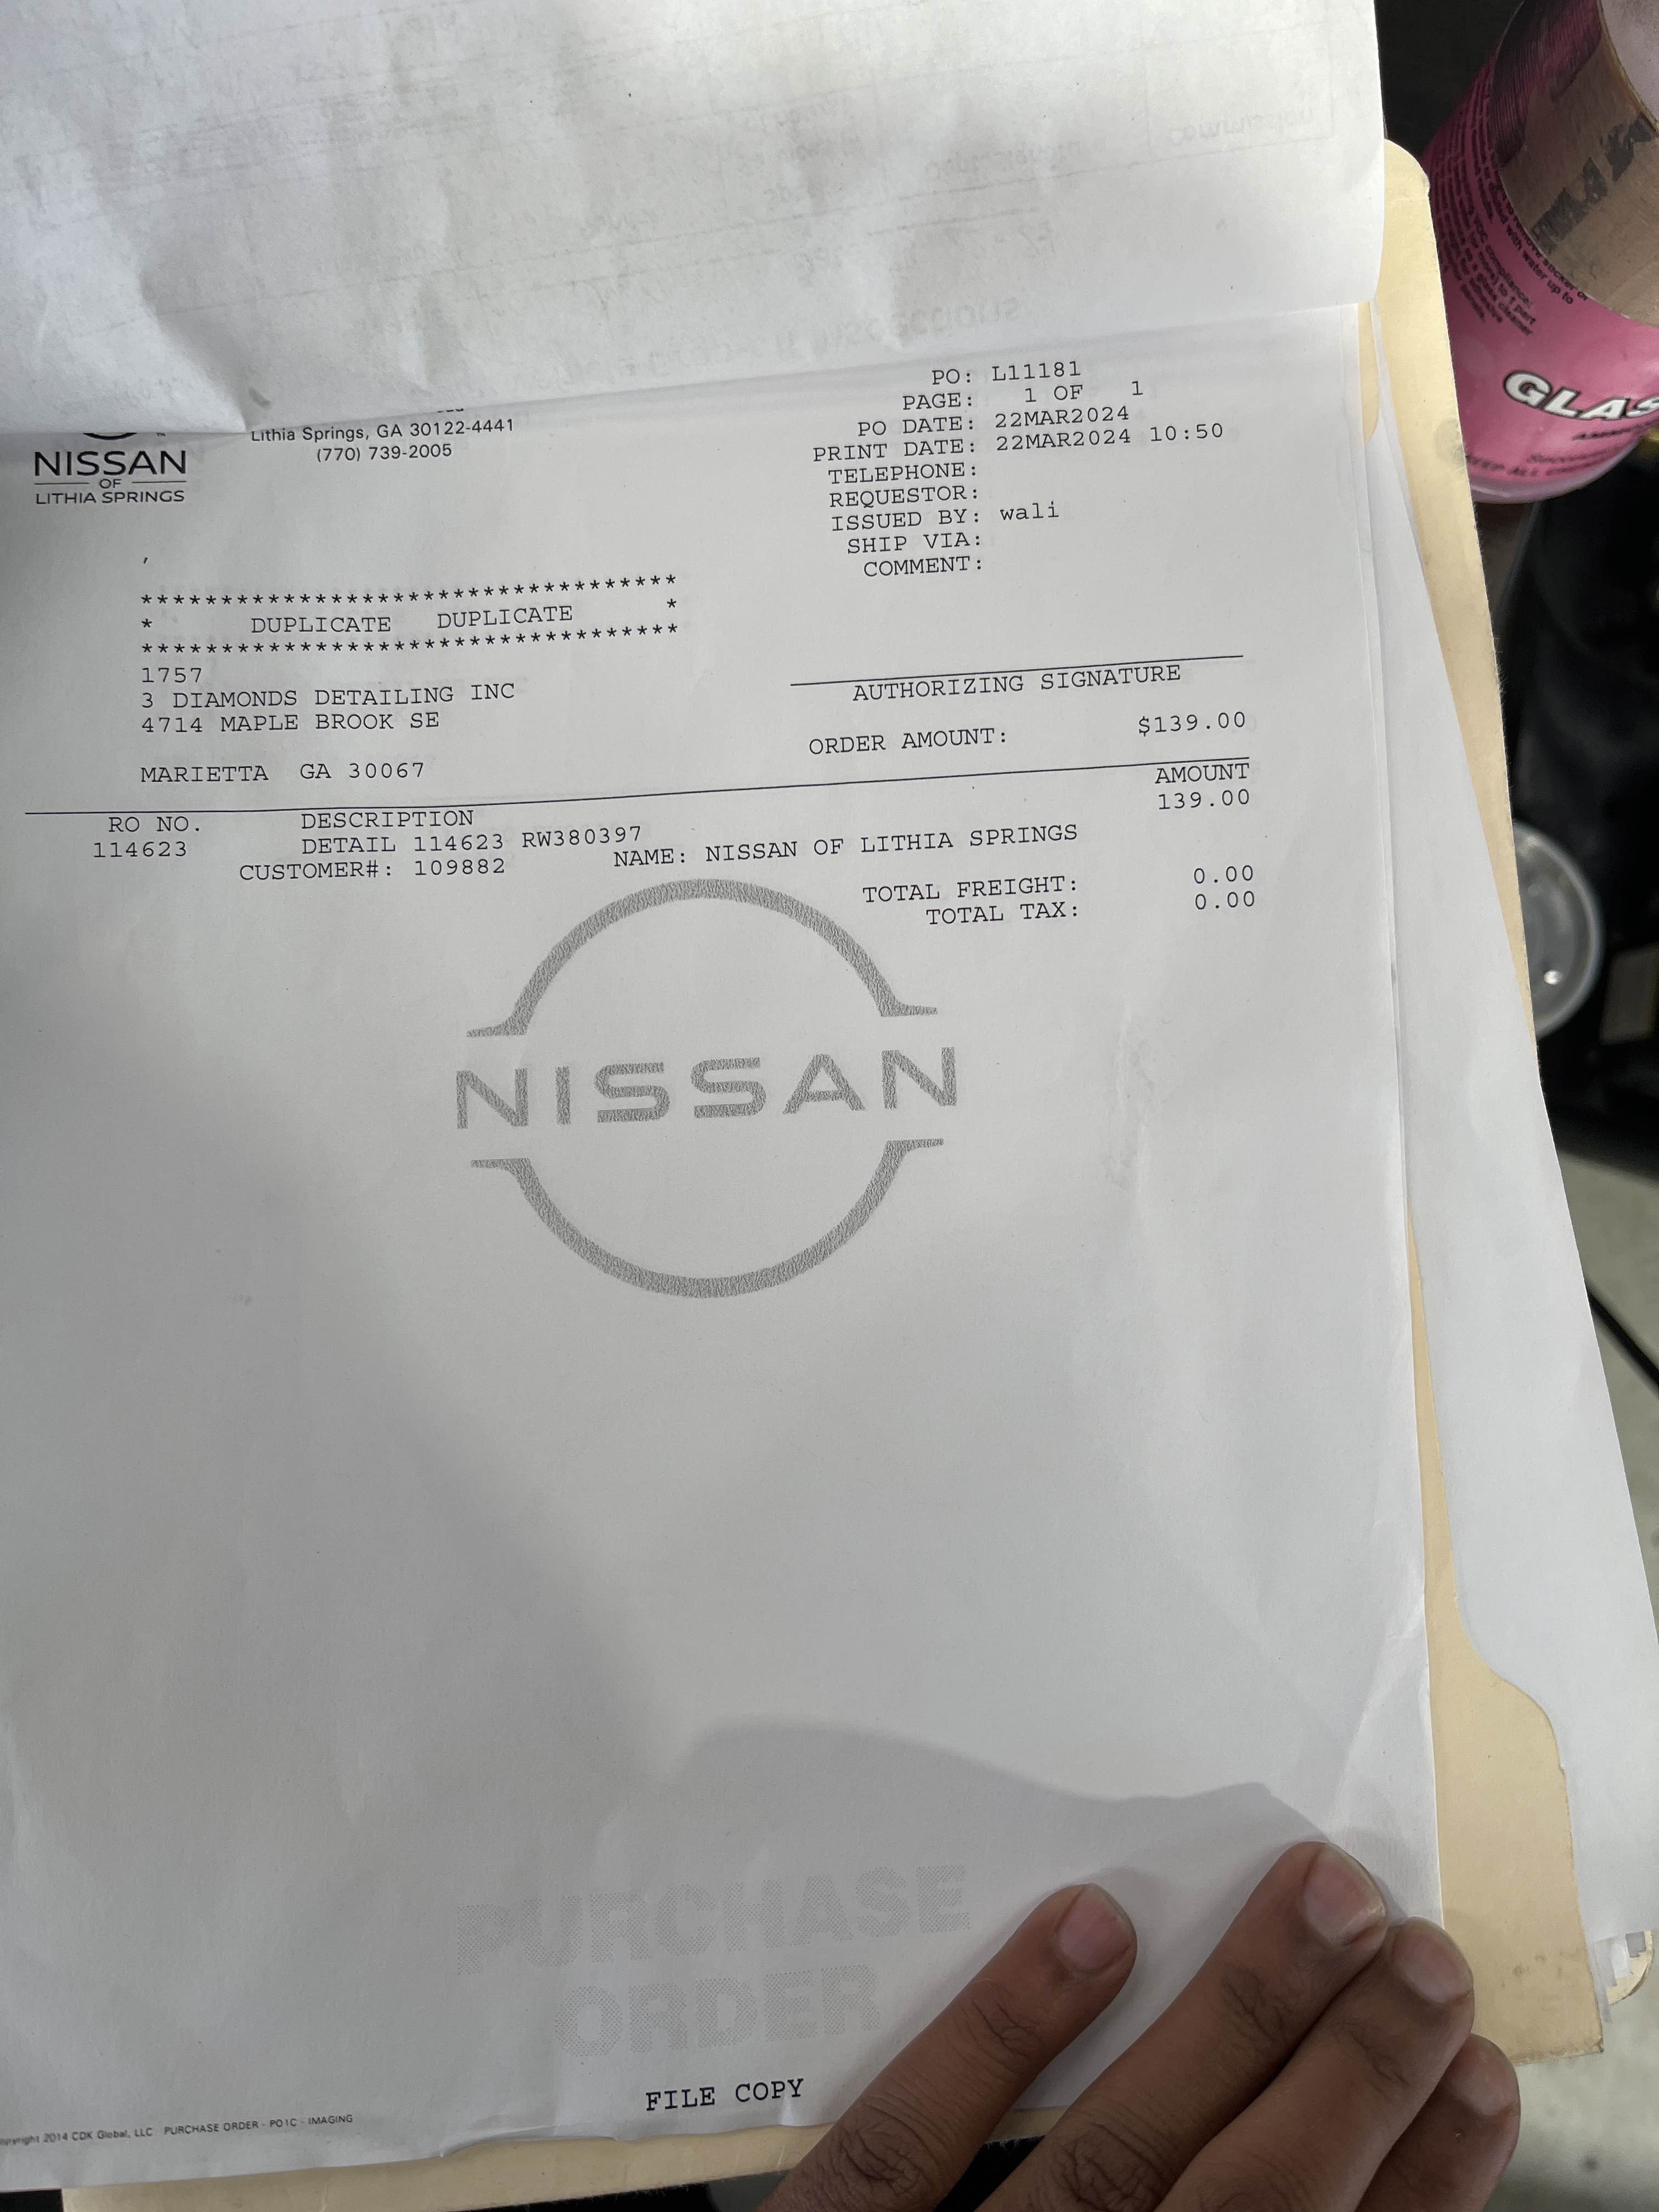 Lithia Springs, GA 30122-4441
(770) 739-2005
NISSAN
OF
LITHIA SPRINGS
PO: L11181
PAGE: 1 OF 1
PO DATE: 22MAR2024
PRINT DATE: 22MAR2024 10:50
TELEPHONE:
REQUESTOR:
ISSUED BY: wali
SHIP VIA:
COMMENT:
,
**********************************
* DUPLICATE DUPLICATE *
**********************************
1757
3 DIAMONDS DETAILING INC
4714 MAPLE BROOK SE
MARIETTA GA 30067
AUTHORIZING SIGNATURE
ORDER AMOUNT: $139.00
RO NO. DESCRIPTION AMOUNT
114623 DETAIL 114623 RW380397 139.00
CUSTOMER#: 109882 NAME: NISSAN OF LITHIA SPRINGS
TOTAL FREIGHT: 0.00
TOTAL TAX: 0.00
NISSAN
PURCHASE
ORDER
FILE COPY
2014 CDK Global, LLC PURCHASE ORDER - PO1C - IMAGING
GLAS